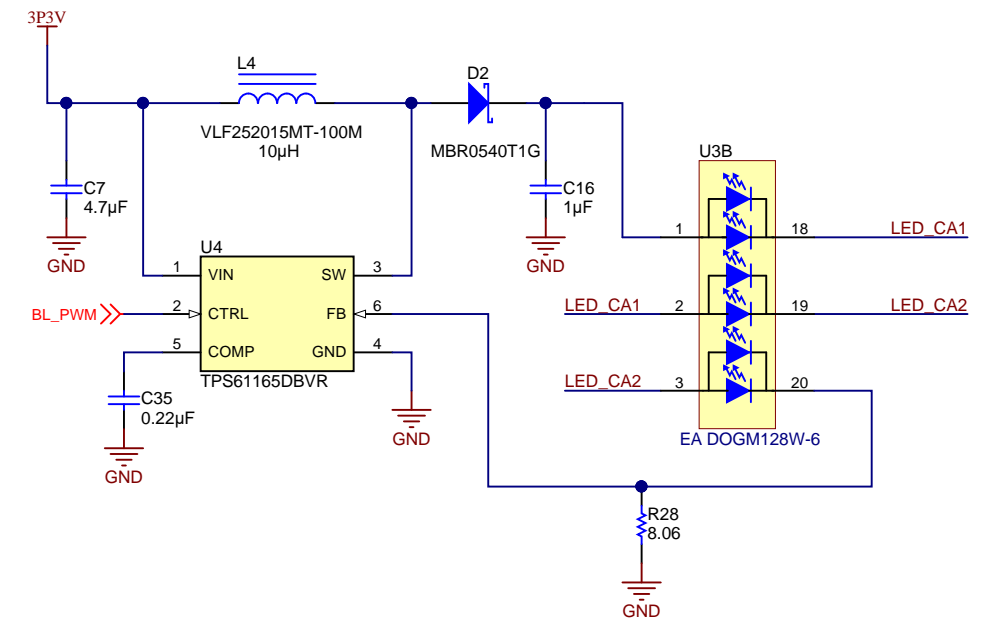 3P3V
L4
VLF252015MT-100M
10µH
D2
MBR0540T1G
C7
4.7µF
GND
C16
1µF
GND
U3B
1
18
LED_CA1
LED_CA1
2
19
LED_CA2
LED_CA2
3
20
EA DOGM128W-6
U4
1
VIN
SW
3
BL_PWM
2
CTRL
FB
6
5
COMP
GND
4
TPS61165DBVR
C35
0.22µF
GND
GND
R28
8.06
GND